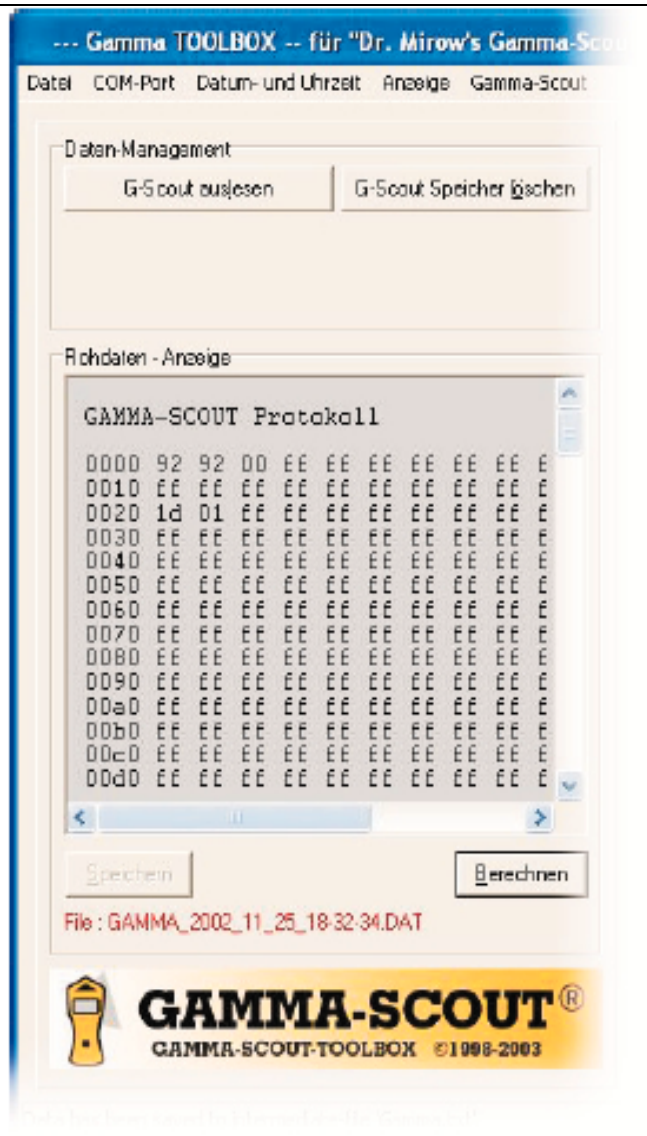 --- Gamma TOOLBOX -- für "Dr. Mirow's Gamma-Scou
Datei COM-Port Datum- und Uhrzeit Anzeige Gamma-Scout
Daten-Management
G-Scout auslesen
G-Scout Speicher löschen
Rohdaten - Anzeige
GAMMA-SCOUT Protokoll
0000 92 92 00 ff ff ff ff ff ff f
0010 ff ff ff ff ff ff ff ff ff f
0020 1d 01 ff ff ff ff ff ff ff f
0030 ff ff ff ff ff ff ff ff ff f
0040 ff ff ff ff ff ff ff ff ff f
0050 ff ff ff ff ff ff ff ff ff f
0060 ff ff ff ff ff ff ff ff ff f
0070 ff ff ff ff ff ff ff ff ff f
0080 ff ff ff ff ff ff ff ff ff f
0090 ff ff ff ff ff ff ff ff ff f
00a0 ff ff ff ff ff ff ff ff ff f
00b0 ff ff ff ff ff ff ff ff ff f
00c0 ff ff ff ff ff ff ff ff ff f
00d0 ff ff ff ff ff ff ff ff ff f
Speichern
Berechnen
File : GAMMA_2002_11_25_18-32-34.DAT
GAMMA-SCOUT®
GAMMA-SCOUT-TOOLBOX ©1998-2003